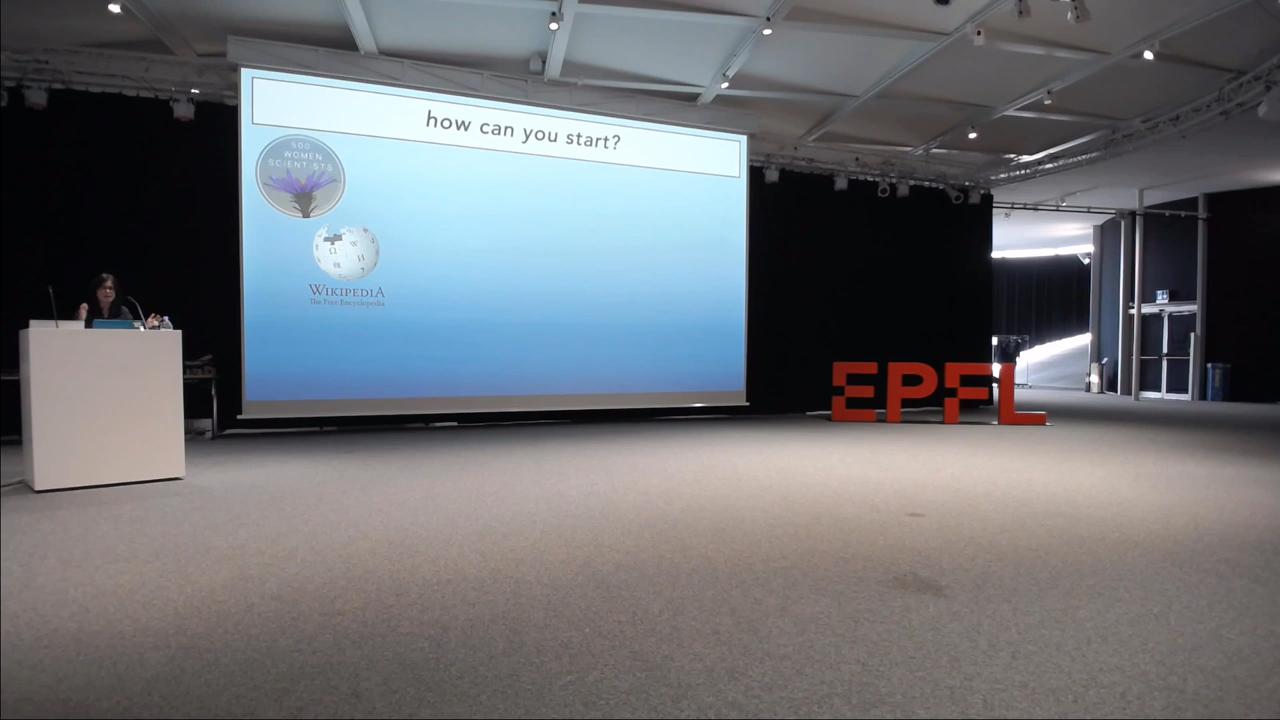 how can you start?
500
WOMEN
SCIENTISTS
WIKIPEDIA
The Free Encyclopedia
EPFL